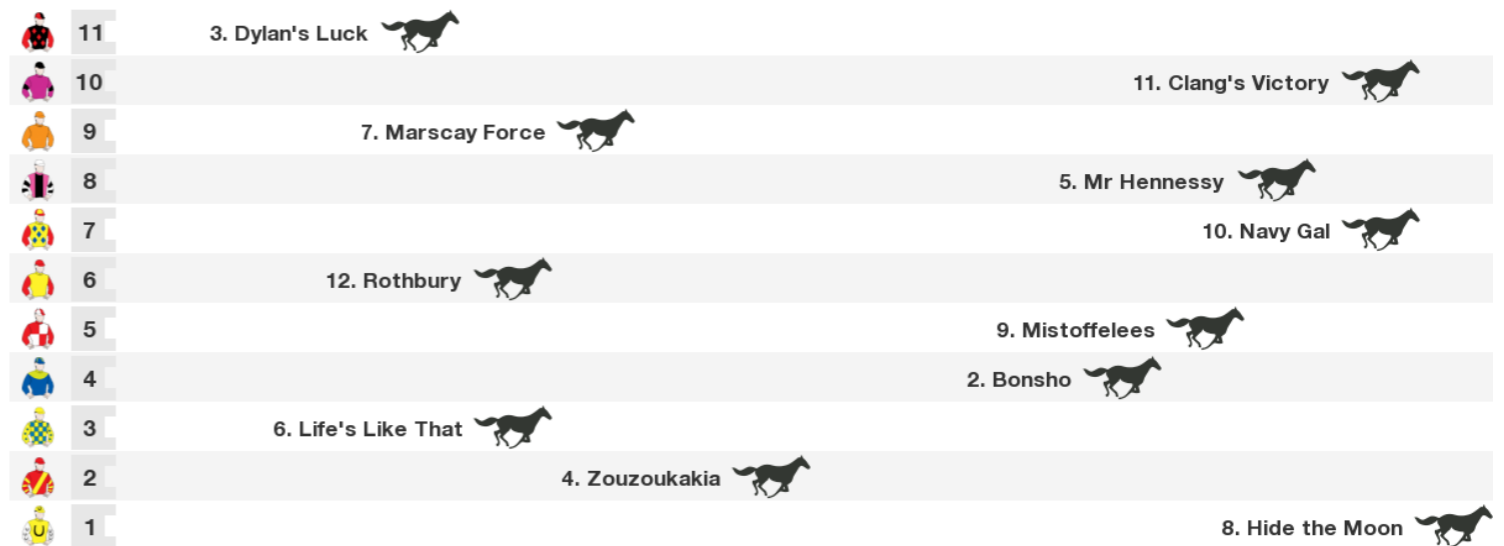 11 3. Dylan's Luck
10 11. Clang's Victory
9 7. Marscay Force
8 5. Mr Hennessy
7 10. Navy Gal
6 12. Rothbury
5 9. Mistoffelees
4 2. Bonsho
3 6. Life's Like That
2 4. Zouzoukakia
1 8. Hide the Moon